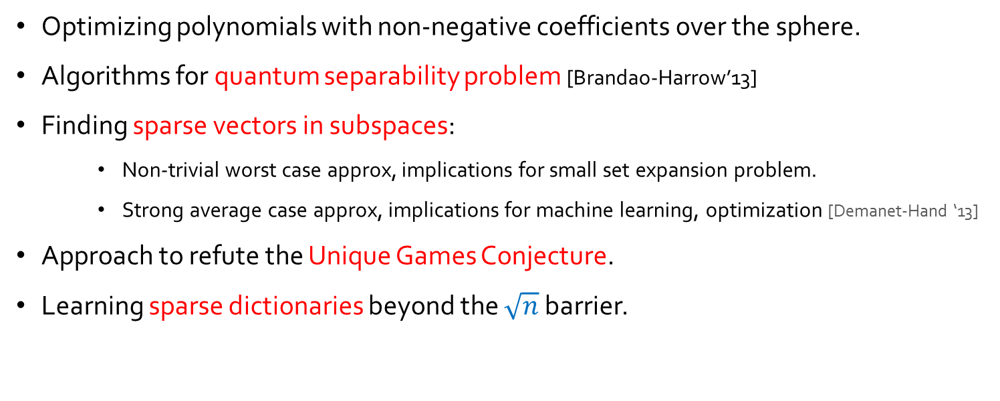 • Optimizing polynomials with non-negative coefficients over the sphere.
• Algorithms for quantum separability problem [Brandao-Harrow’13]
• Finding sparse vectors in subspaces:
• Non-trivial worst case approx, implications for small set expansion problem.
• Strong average case approx, implications for machine learning, optimization [Demanet-Hand ‘13]
• Approach to refute the Unique Games Conjecture.
• Learning sparse dictionaries beyond the √n barrier.